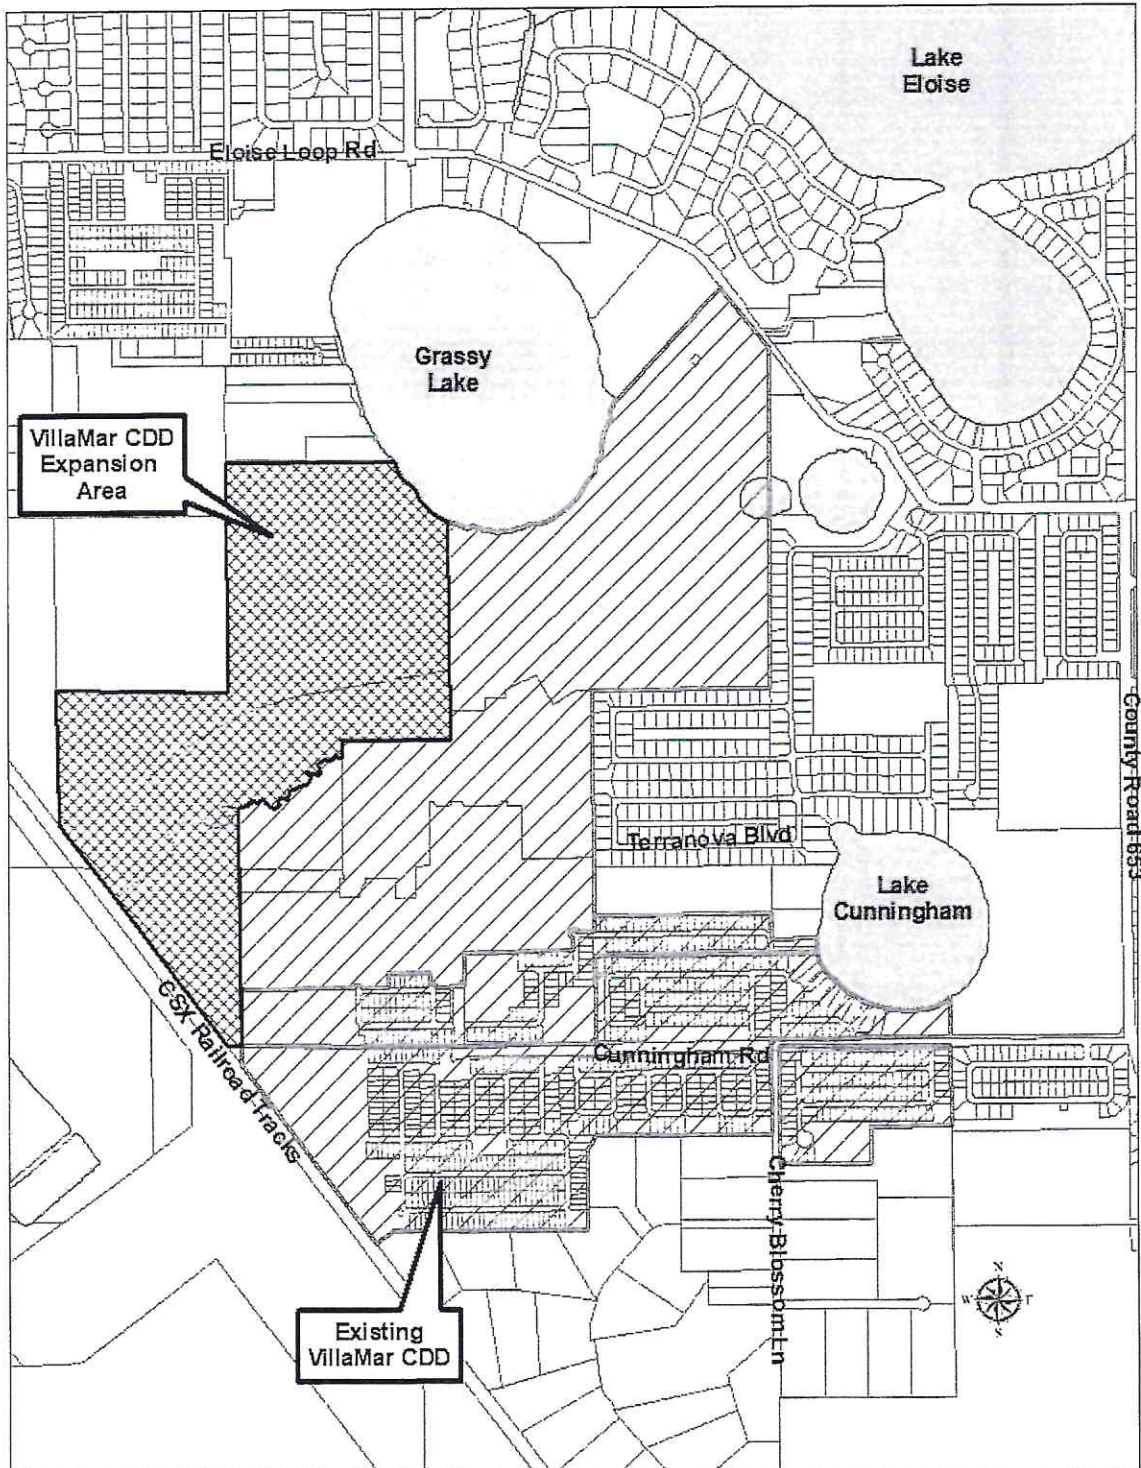 Lake
Eloise
Eloise Loop Rd
Grassy
Lake
VillaMar CDD
Expansion
Area
County Road 653
Terranova Blvd
Lake
Cunningham
CSX Railroad Tracks
Cunningham Rd
Cherry Blossom Ln
Existing
VillaMar CDD
N
W
S